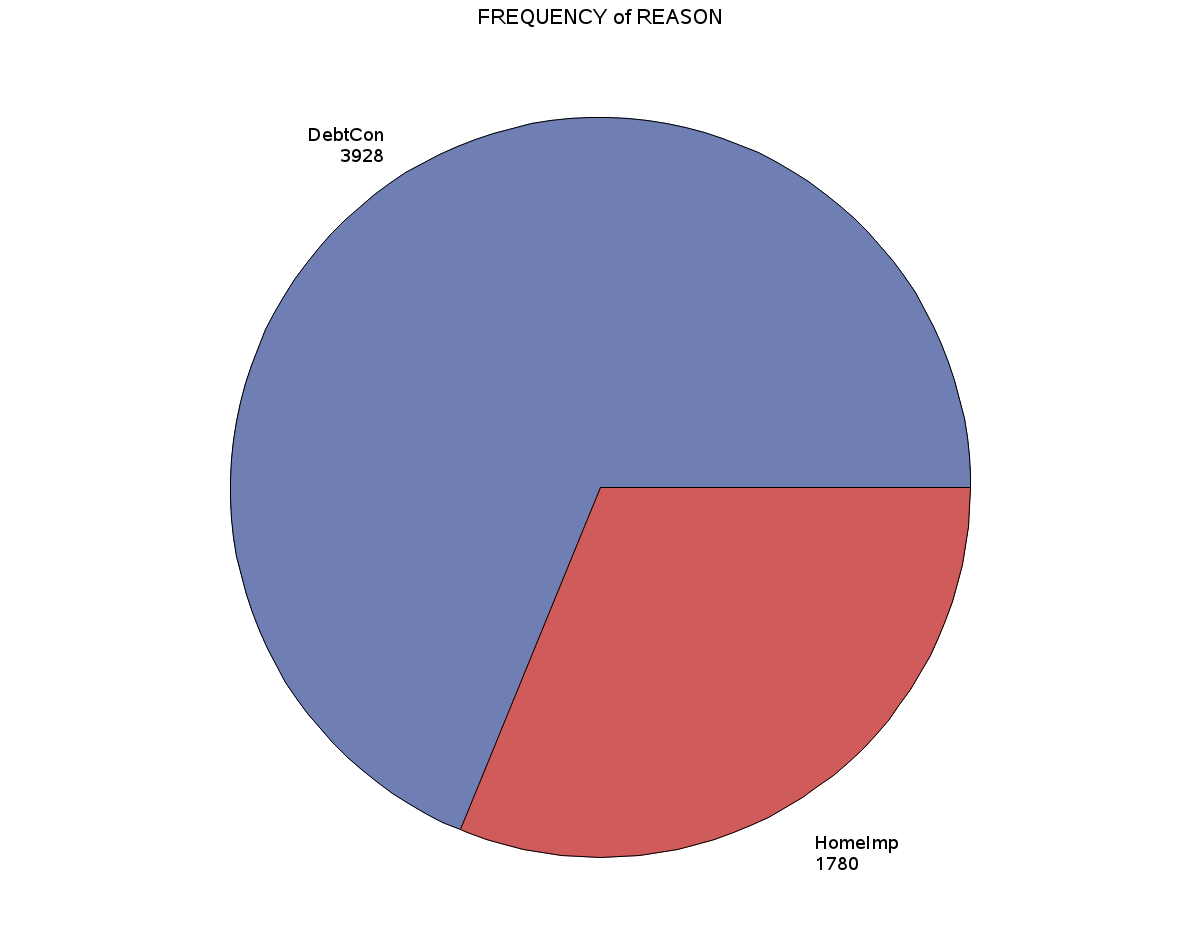 FREQUENCY of REASON
DebtCon
3928
HomeImp
1780